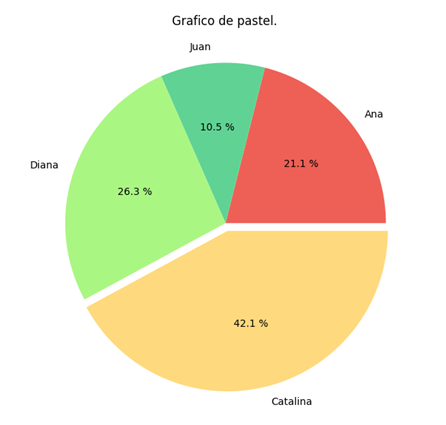 Grafico de pastel.
Juan
Ana
10.5 %
21.1 %
Diana
26.3 %
42.1 %
Catalina